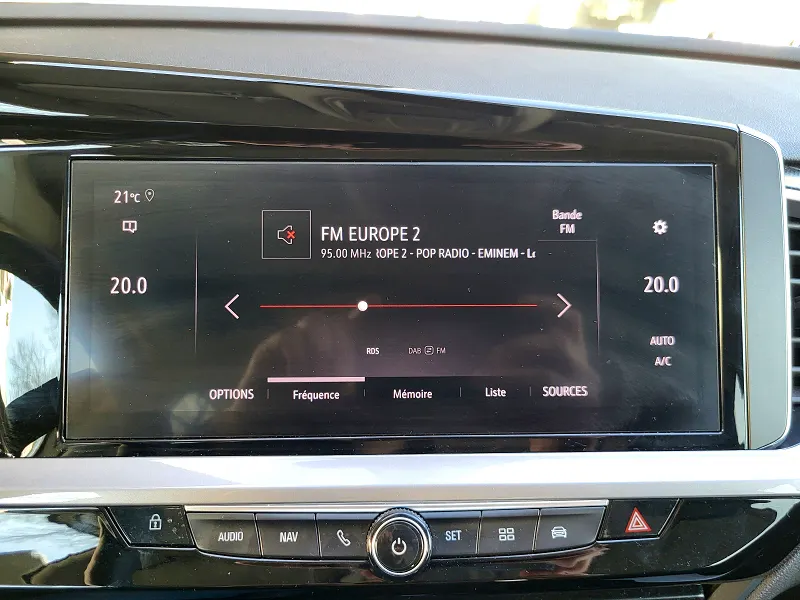 21°C
20.0
FM EUROPE 2
95.00 MHz ROPE 2 - POP RADIO - EMINEM - Lo
Bande
FM
20.0
AUTO
A/C
RDS
DAB FM
OPTIONS Fréquence Mémoire Liste SOURCES
AUDIO NAV SET